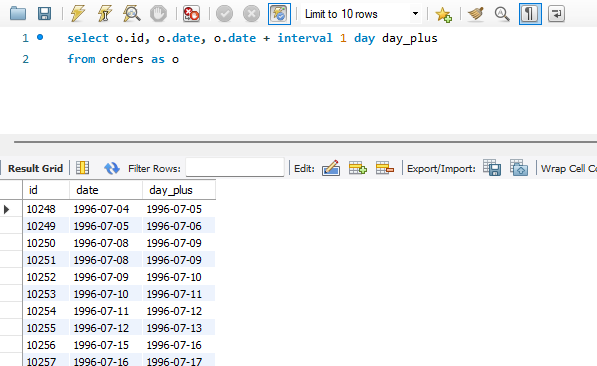 Limit to 10 rows
1 select o.id, o.date, o.date + interval 1 day day_plus
2 from orders as o
Result Grid Filter Rows: Edit: Export/Import: Wrap Cell Co
id date day_plus
10248 1996-07-04 1996-07-05
10249 1996-07-05 1996-07-06
10250 1996-07-08 1996-07-09
10251 1996-07-08 1996-07-09
10252 1996-07-09 1996-07-10
10253 1996-07-10 1996-07-11
10254 1996-07-11 1996-07-12
10255 1996-07-12 1996-07-13
10256 1996-07-15 1996-07-16
10257 1996-07-16 1996-07-17